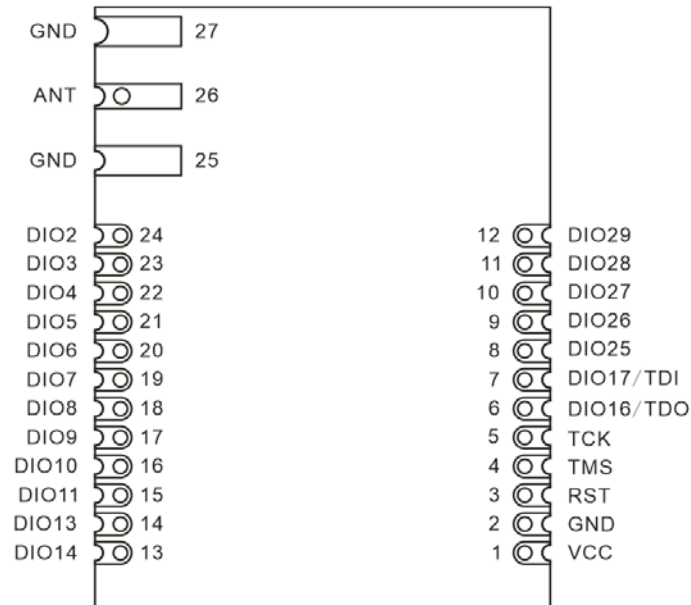 GND 27
ANT 26
GND 25
DIO2 24 12 DIO29
DIO3 23 11 DIO28
DIO4 22 10 DIO27
DIO5 21 9 DIO26
DIO6 20 8 DIO25
DIO7 19 7 DIO17/TDI
DIO8 18 6 DIO16/TDO
DIO9 17 5 TCK
DIO10 16 4 TMS
DIO11 15 3 RST
DIO13 14 2 GND
DIO14 13 1 VCC